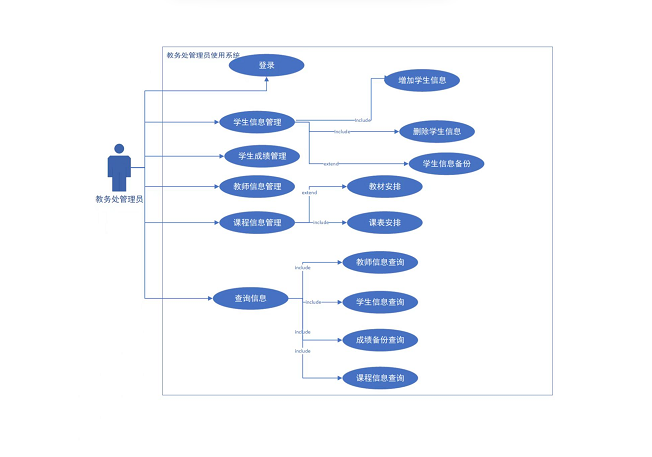 教务处管理员使用系统
登录
增加学生信息
学生信息管理
Include
Include
删除学生信息
学生成绩管理
extend
学生信息备份
教师信息管理
extend
教材安排
教务处管理员
课程信息管理
Include
课表安排
教师信息查询
Include
查询信息
Include
学生信息查询
Include
成绩备份查询
Include
课程信息查询